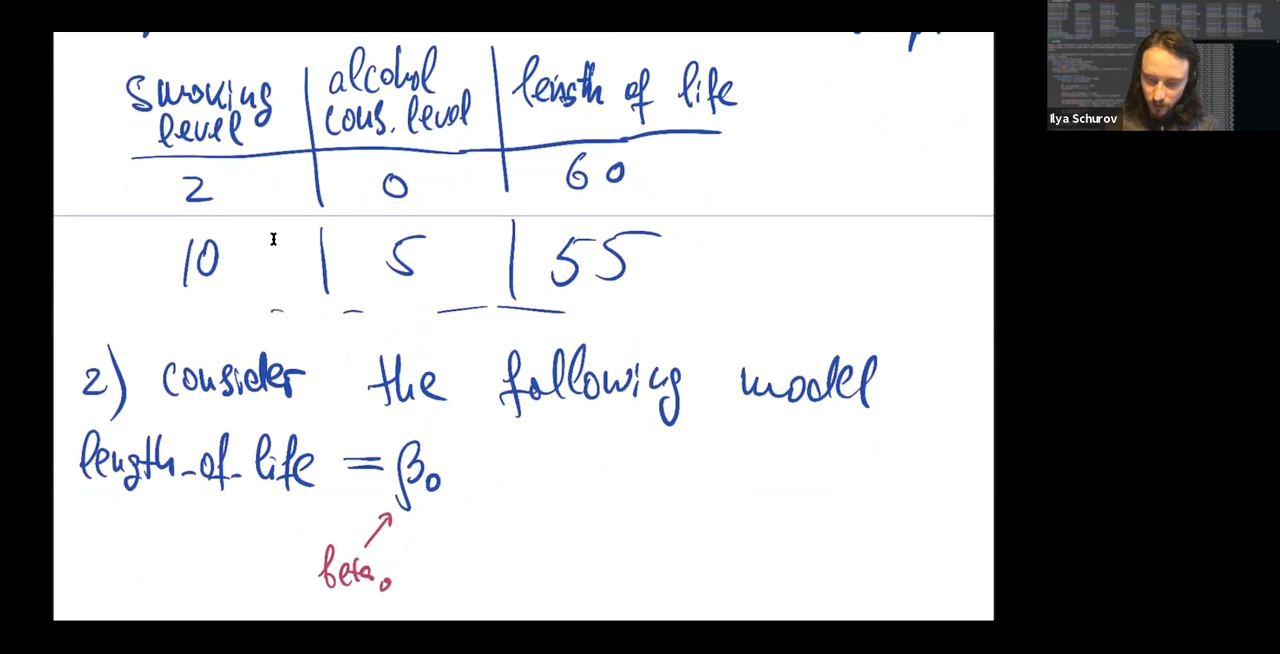 smoking level | alcohol cons. level | length of life
2 | 0 | 60
10 | 5 | 55
2) consider the following model
length_of_life = β₀
beta₀
Ilya Schurov